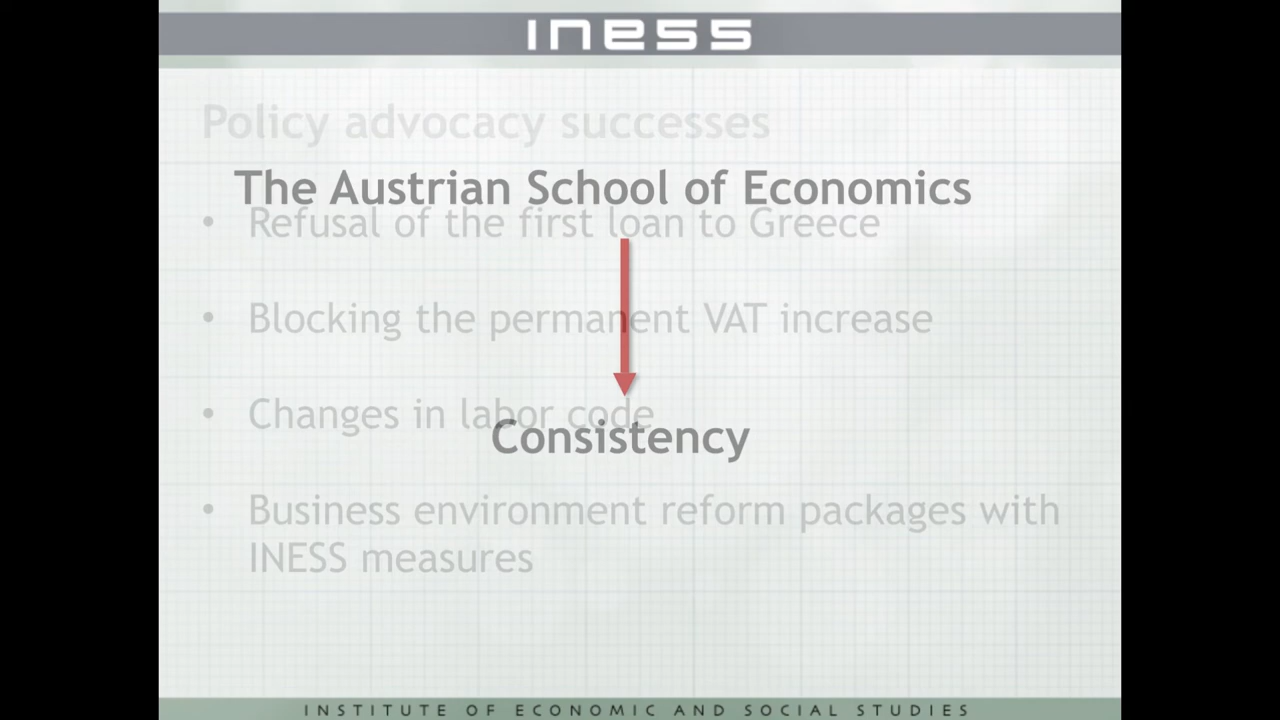 INESS
Policy advocacy successes
The Austrian School of Economics
• Refusal of the first loan to Greece
• Blocking the permanent VAT increase
• Changes in labor code
Consistency
• Business environment reform packages with
INESS measures
INSTITUTE OF ECONOMIC AND SOCIAL STUDIES